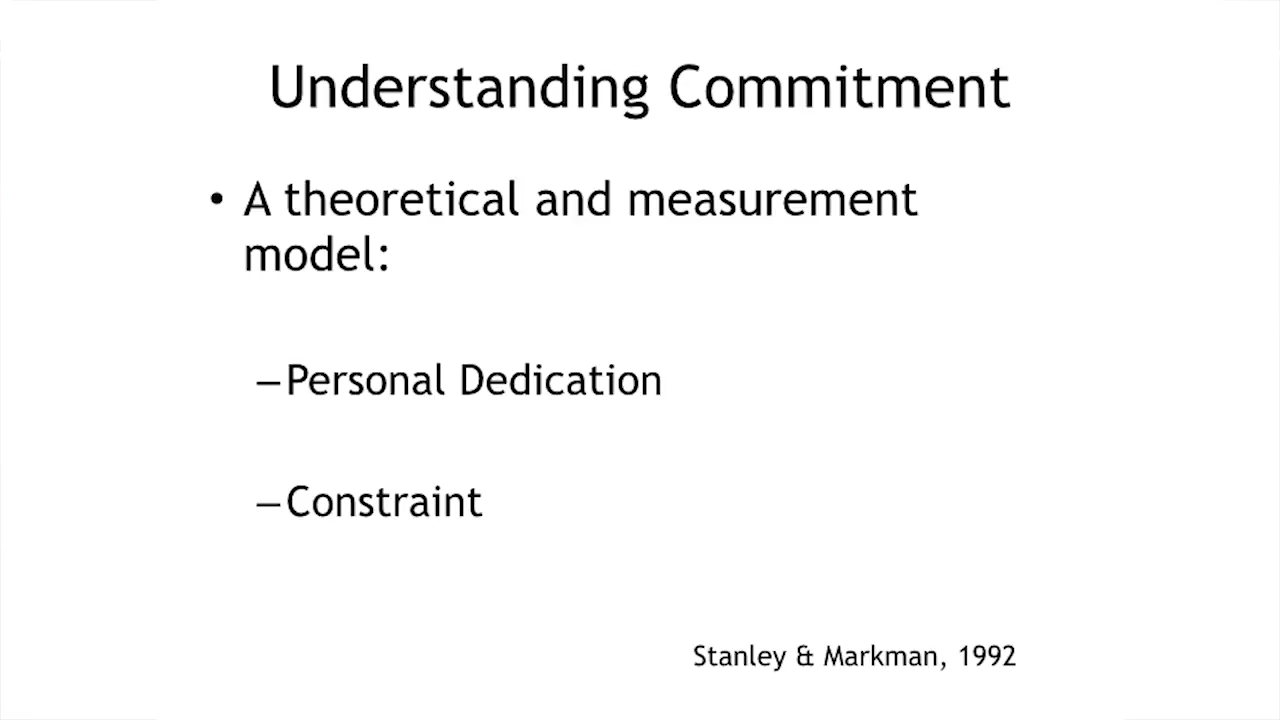 Understanding Commitment
• A theoretical and measurement
model:
–Personal Dedication
–Constraint
Stanley & Markman, 1992